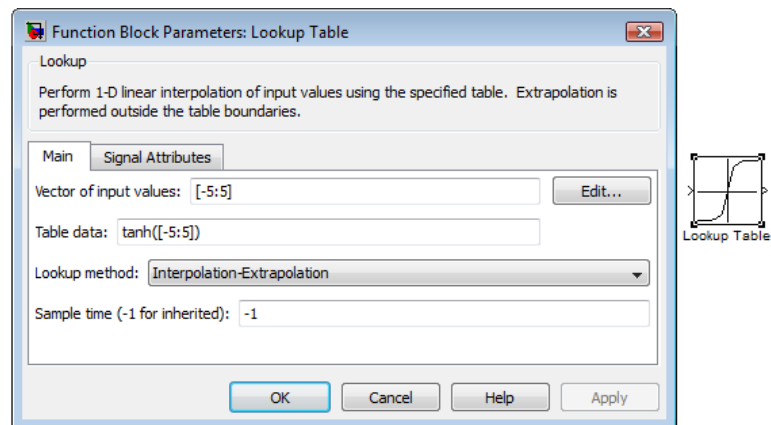 Function Block Parameters: Lookup Table
Lookup
Perform 1-D linear interpolation of input values using the specified table. Extrapolation is
performed outside the table boundaries.
Main Signal Attributes
Vector of input values: [-5:5] Edit...
Table data: tanh([-5:5])
Lookup method: Interpolation-Extrapolation
Sample time (-1 for inherited): -1
OK Cancel Help Apply
Lookup Table